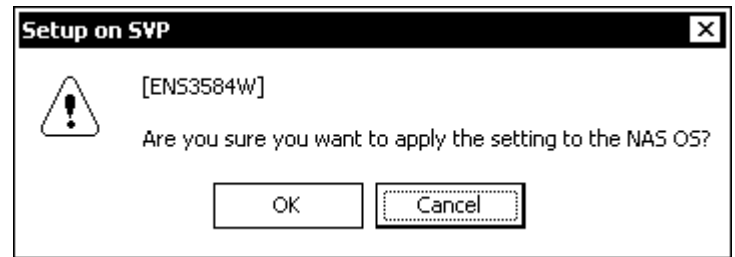 Setup on SVP
[ENS3584W]
Are you sure you want to apply the setting to the NAS OS?
OK
Cancel